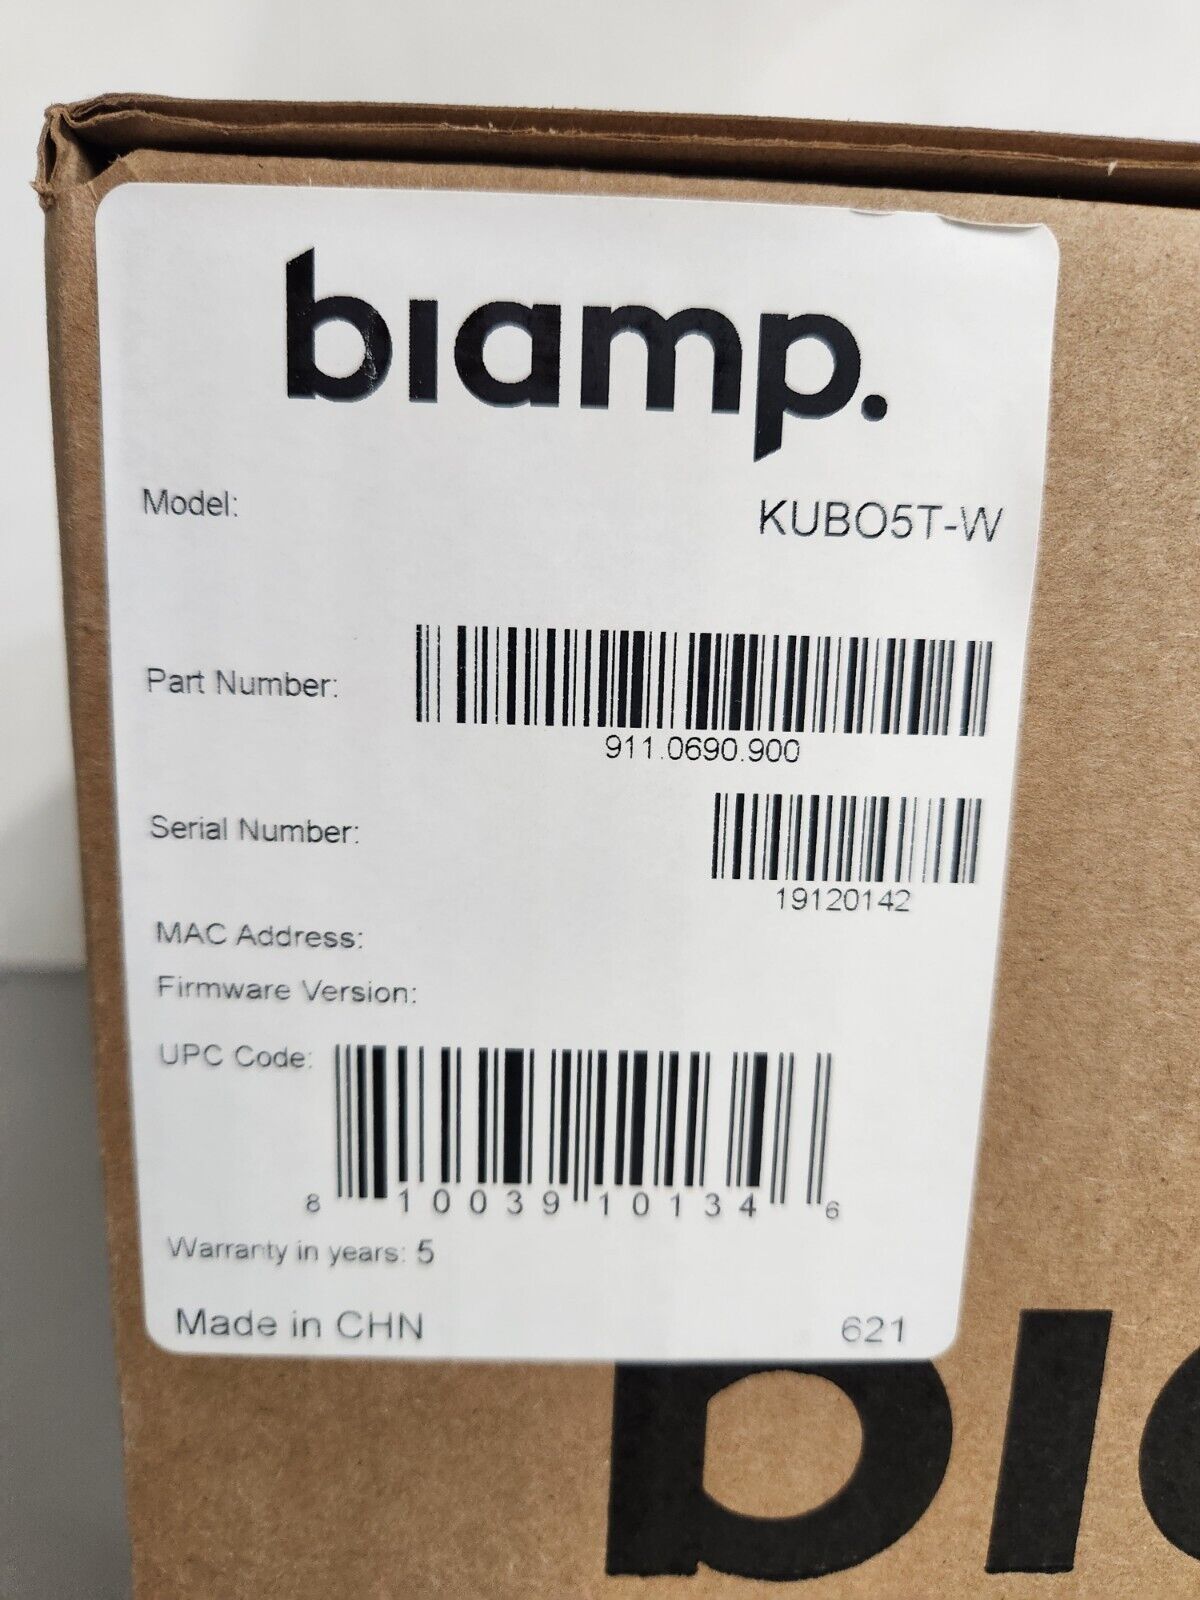 biamp.
Model: KUBO5T-W
Part Number:
911.0690.900
Serial Number:
19120142
MAC Address:
Firmware Version:
UPC Code:
8 10039 10134 6
Warranty in years: 5
Made in CHN 621